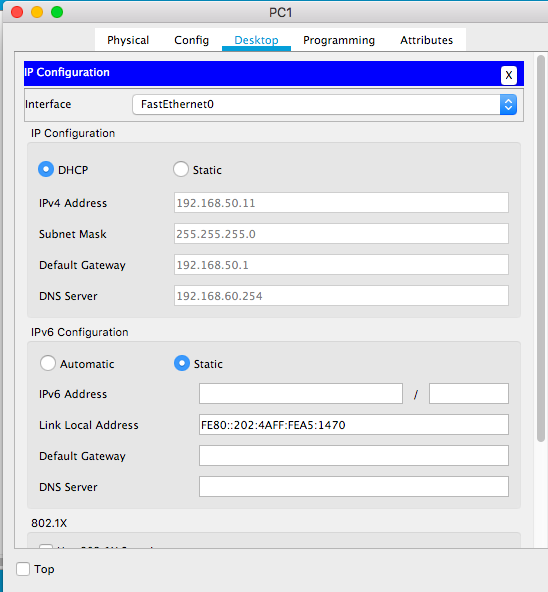 PC1
Physical Config Desktop Programming Attributes
IP Configuration X
Interface FastEthernet0
IP Configuration
DHCP Static
IPv4 Address 192.168.50.11
Subnet Mask 255.255.255.0
Default Gateway 192.168.50.1
DNS Server 192.168.60.254
IPv6 Configuration
Automatic Static
IPv6 Address /
Link Local Address FE80::202:4AFF:FEA5:1470
Default Gateway
DNS Server
802.1X
Top